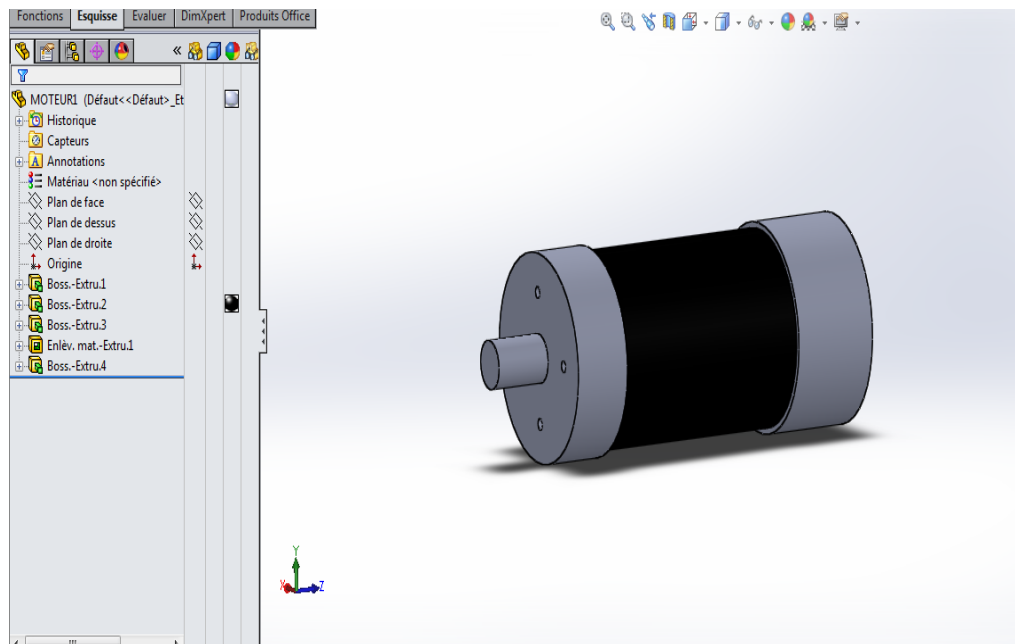 Fonctions Esquisse Evaluer DimXpert Produits Office
«
MOTEUR1 (Défaut<<Défaut>_Et
Historique
Capteurs
A Annotations
Matériau <non spécifié>
Plan de face
Plan de dessus
Plan de droite
Origine
Boss.-Extru.1
Boss.-Extru.2
Boss.-Extru.3
Enlèv. mat.-Extru.1
Boss.-Extru.4
Y
X Z